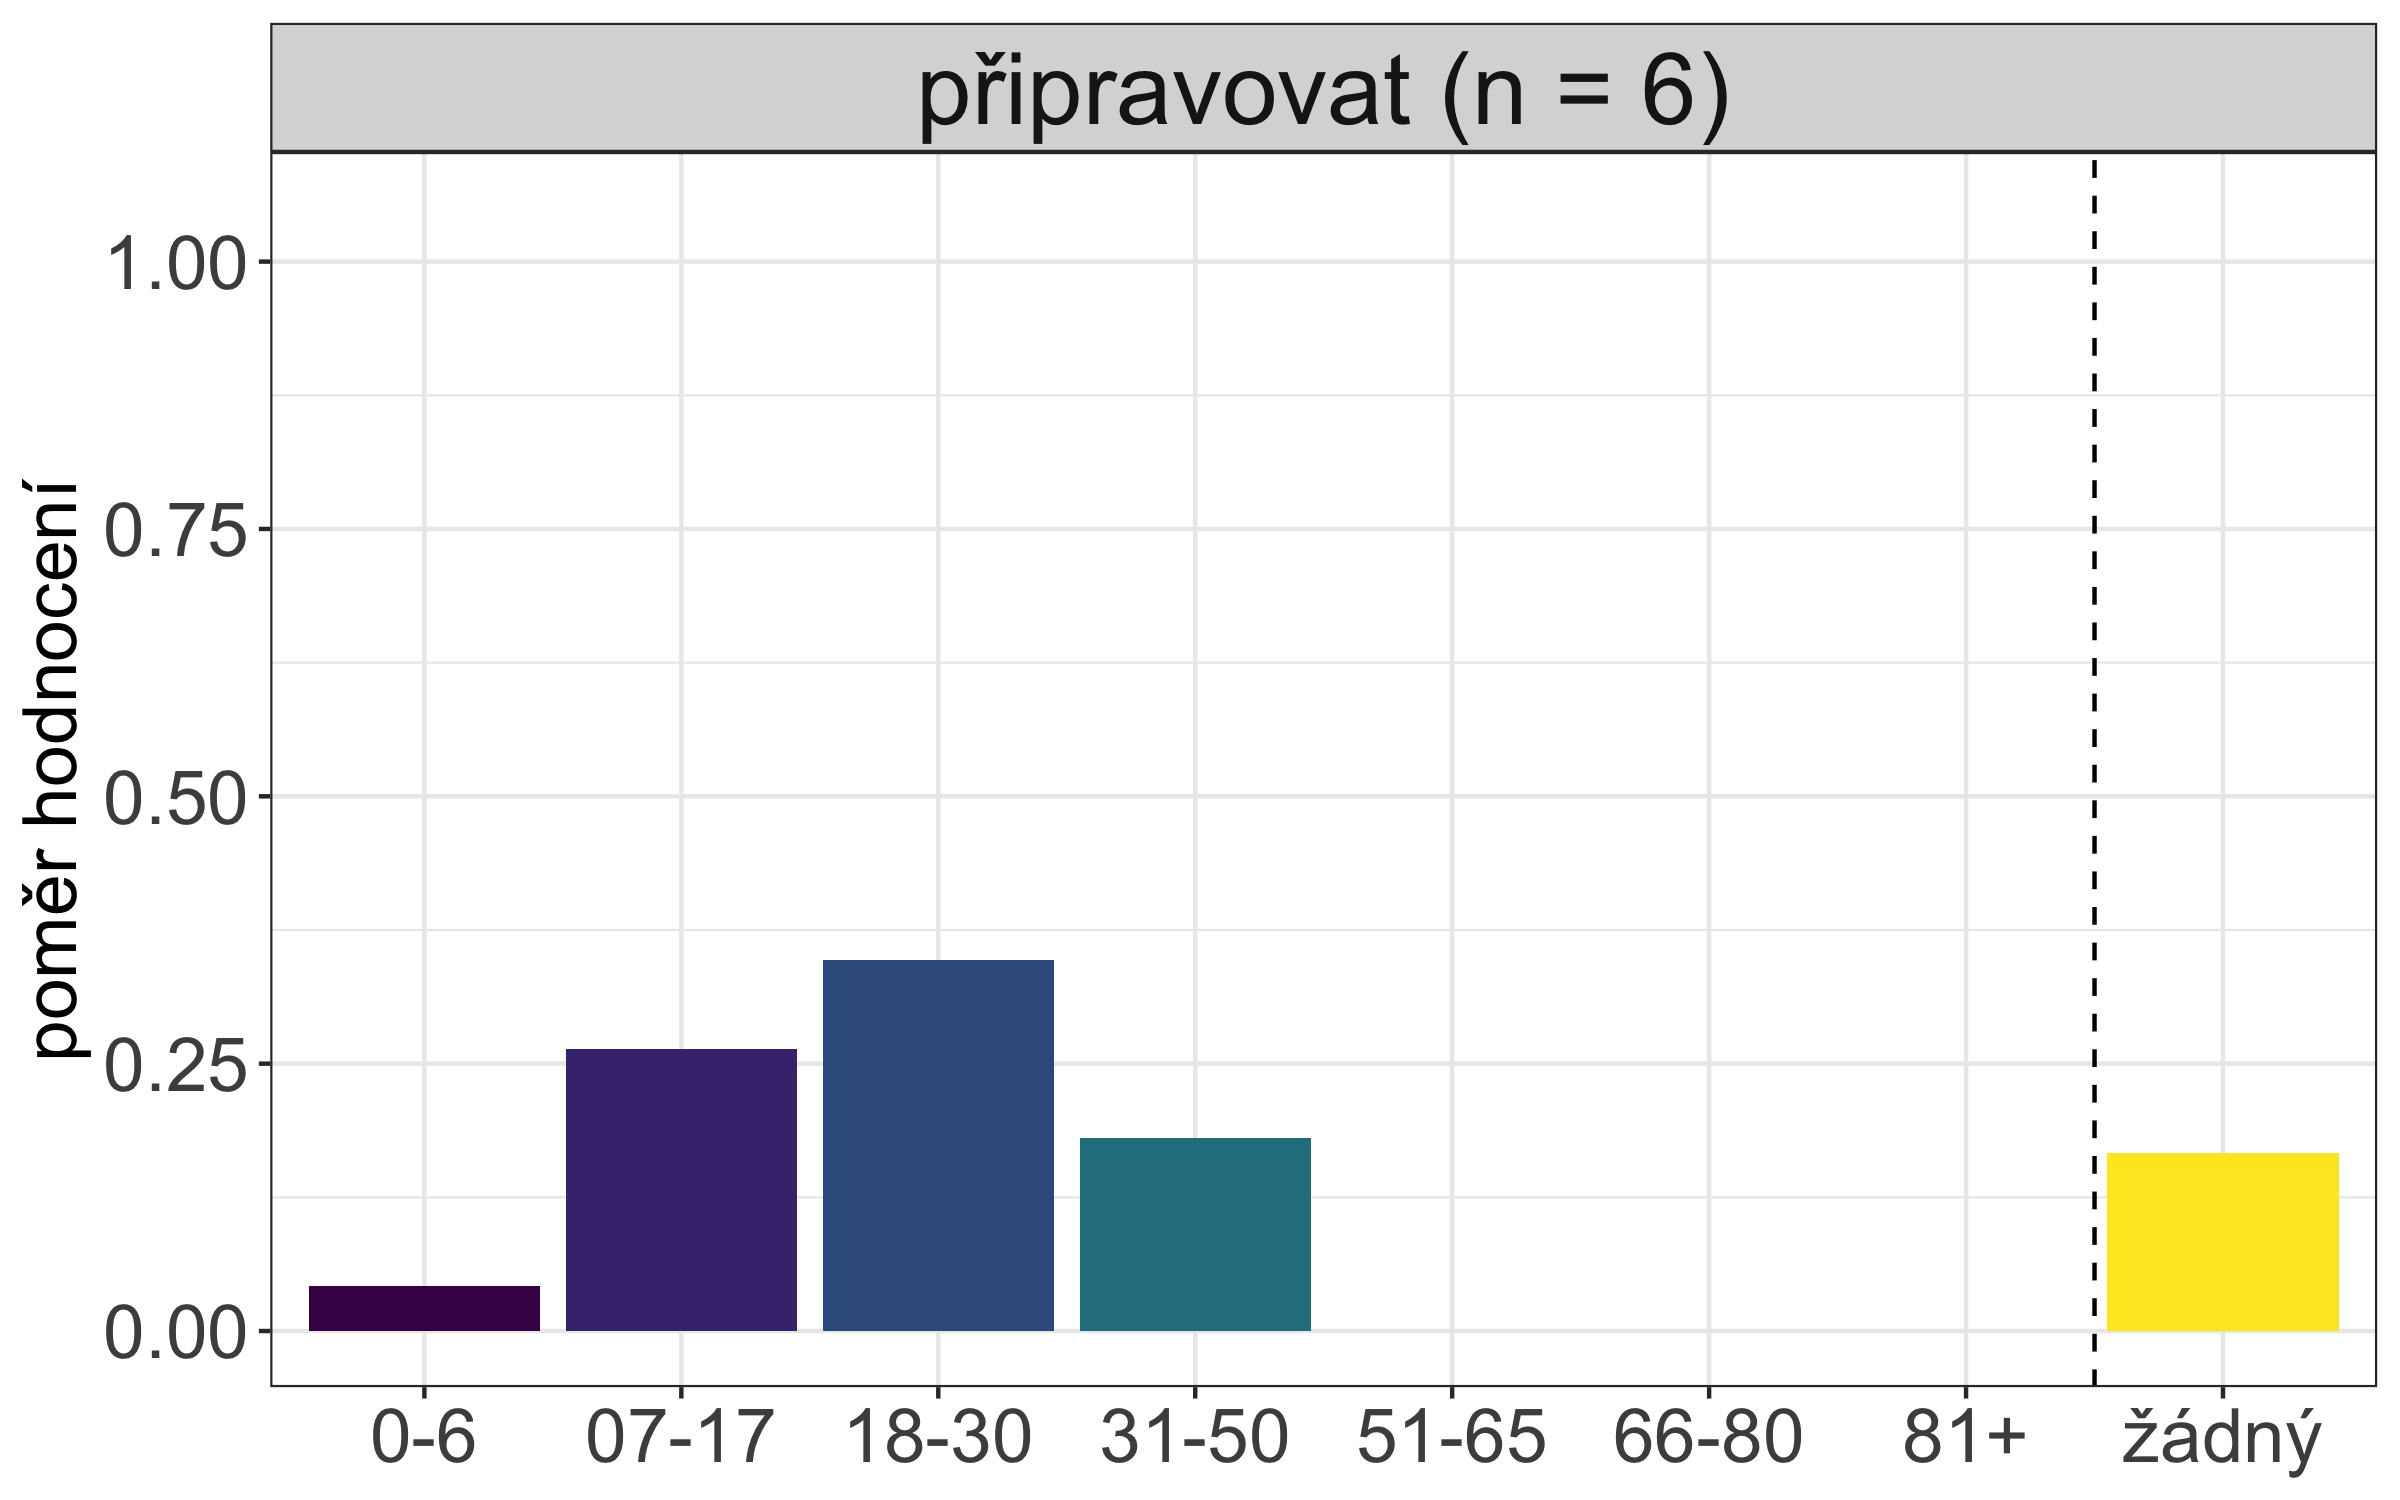 připravovat (n = 6)
poměr hodnocení
1.00
0.75
0.50
0.25
0.00
0-6 07-17 18-30 31-50 51-65 66-80 81+ žádný